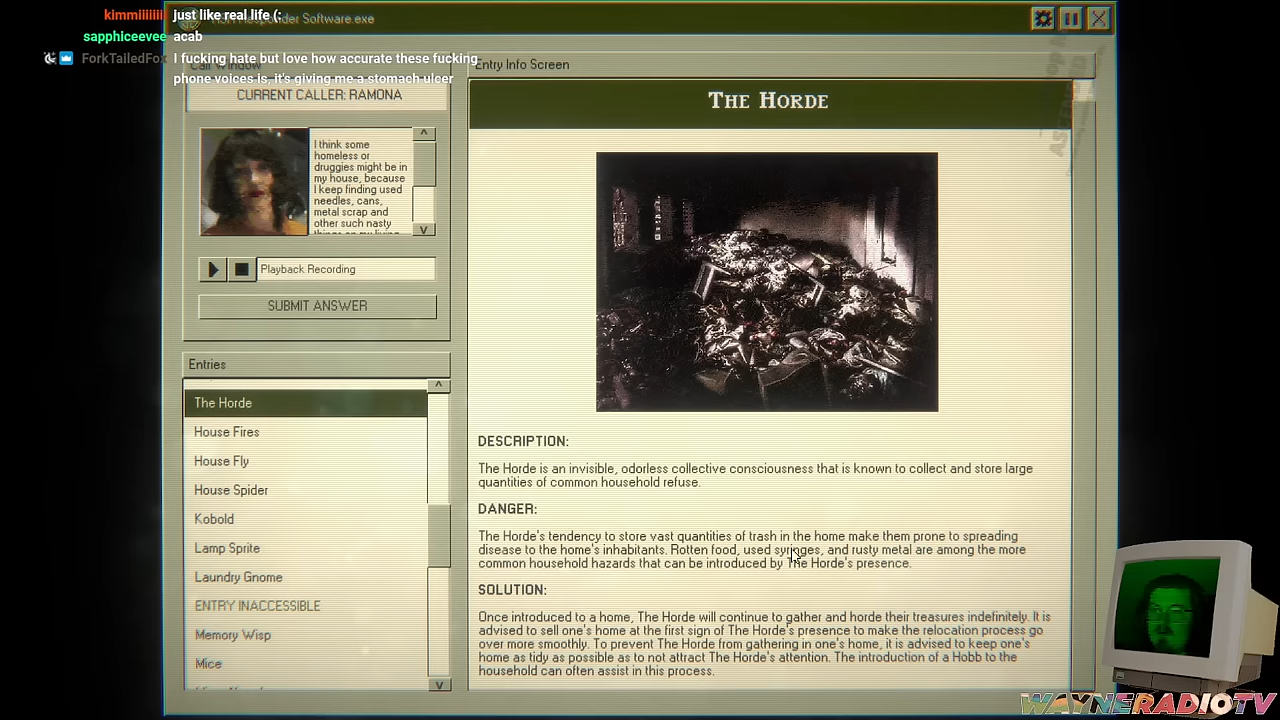 kimmiiiiiii just like real life (:
sapphiceevee acab
ForkTailedFox I fucking hate but love how accurate these fucking
phone voices is, it's giving me a stomach ulcer
Software.exe
Entry Info Screen
CURRENT CALLER: RAMONA
THE HORDE
I think some
homeless or
druggies might be in
my house, because
I keep finding used
needles, cans,
metal scrap and
other such nasty
Playback Recording
SUBMIT ANSWER
Entries
The Horde
House Fires
House Fly
House Spider
Kobold
Lamp Sprite
Laundry Gnome
ENTRY INACCESSIBLE
Memory Wisp
Mice
DESCRIPTION:
The Horde is an invisible, odorless collective consciousness that is known to collect and store large
quantities of common household refuse.
DANGER:
The Horde's tendency to store vast quantities of trash in the home make them prone to spreading
disease to the home's inhabitants. Rotten food, used syringes, and rusty metal are among the more
common household hazards that can be introduced by The Horde's presence.
SOLUTION:
Once introduced to a home, The Horde will continue to gather and horde their treasures indefinitely. It is
advised to sell one's home at the first sign of The Horde's presence to make the relocation process go
over more smoothly. To prevent The Horde from gathering in one's home, it is advised to keep one's
home as tidy as possible as to not attract The Horde's attention. The introduction of a Hobb to the
household can often assist in this process.
WAYNERADIOTV